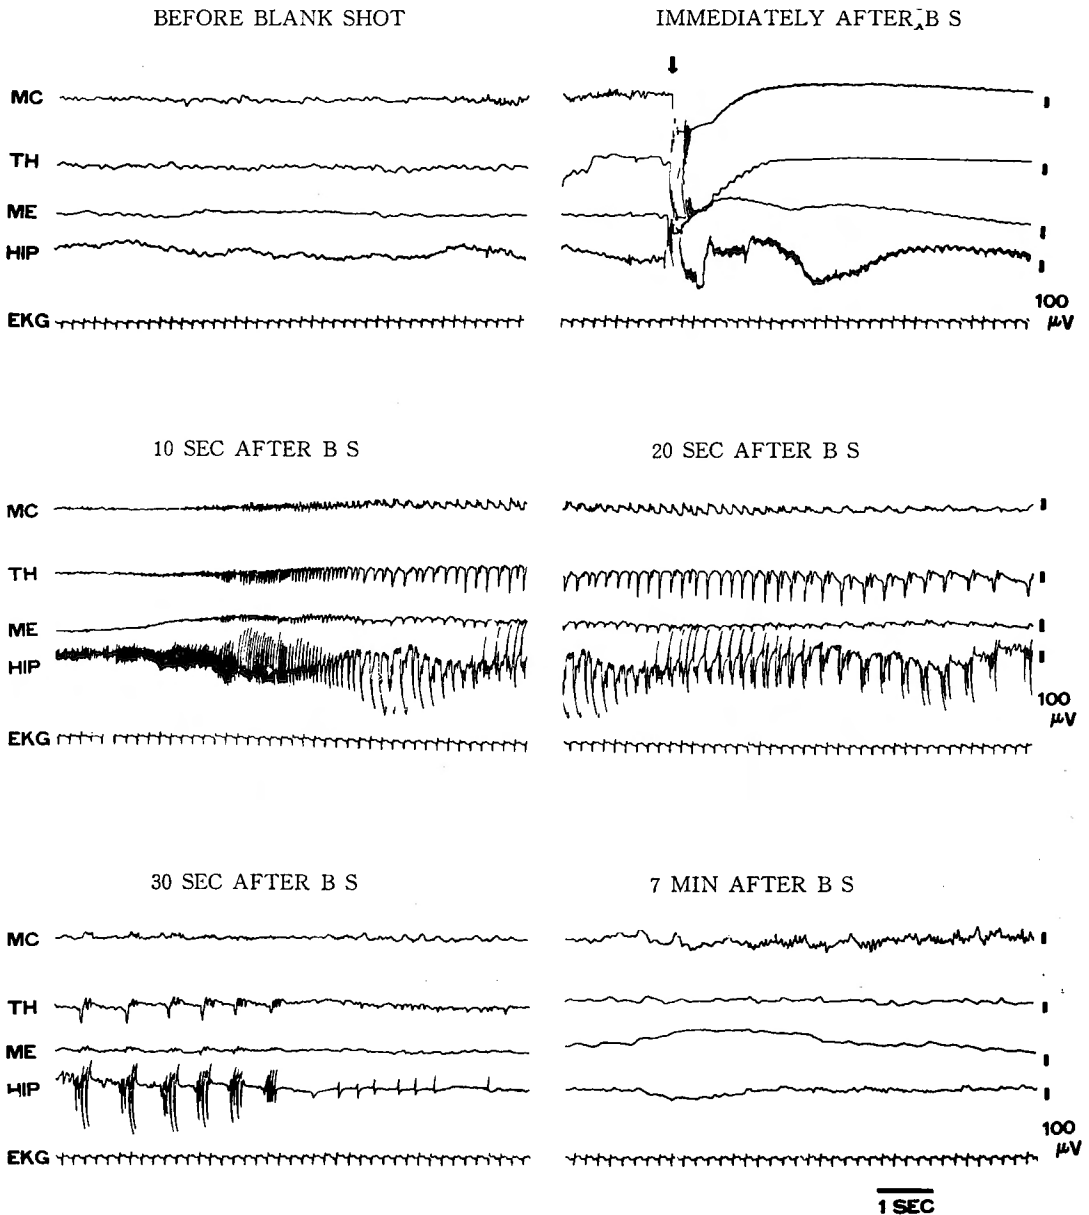 BEFORE BLANK SHOT
IMMEDIATELY AFTER B S
MC
TH
ME
HIP
EKG
100
μV
10 SEC AFTER B S
20 SEC AFTER B S
MC
TH
ME
HIP
EKG
100
μV
30 SEC AFTER B S
7 MIN AFTER B S
MC
TH
ME
HIP
EKG
100
μV
1 SEC